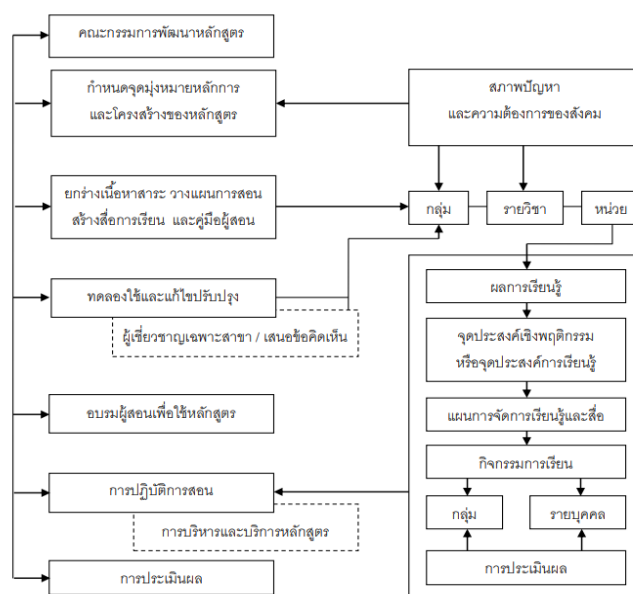 คณะกรรมการพัฒนาหลักสูตร
กำหนดจุดมุ่งหมายหลักการ
และโครงสร้างของหลักสูตร
สภาพปัญหา
และความต้องการของสังคม
ยกร่างเนื้อหาสาระ วางแผนการสอน
สร้างสื่อการเรียน และคู่มือผู้สอน
กลุ่ม
รายวิชา
หน่วย
ทดลองใช้และแก้ไขปรับปรุง
ผู้เชี่ยวชาญเฉพาะสาขา / เสนอข้อคิดเห็น
ผลการเรียนรู้
จุดประสงค์เชิงพฤติกรรม
หรือจุดประสงค์การเรียนรู้
อบรมผู้สอนเพื่อใช้หลักสูตร
แผนการจัดการเรียนรู้และสื่อ
กิจกรรมการเรียน
การปฏิบัติการสอน
กลุ่ม
รายบุคคล
การบริหารและบริการหลักสูตร
การประเมินผล
การประเมินผล